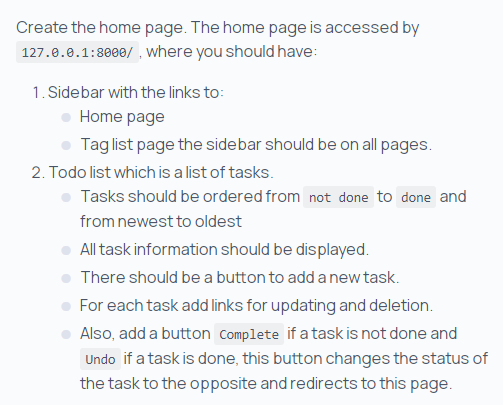 Create the home page. The home page is accessed by
127.0.0.1:8000/ , where you should have:
1. Sidebar with the links to:
Home page
Tag list page the sidebar should be on all pages.
2. Todo list which is a list of tasks.
Tasks should be ordered from not done to done and
from newest to oldest
All task information should be displayed.
There should be a button to add a new task.
For each task add links for updating and deletion.
Also, add a button Complete if a task is not done and
Undo if a task is done, this button changes the status of
the task to the opposite and redirects to this page.